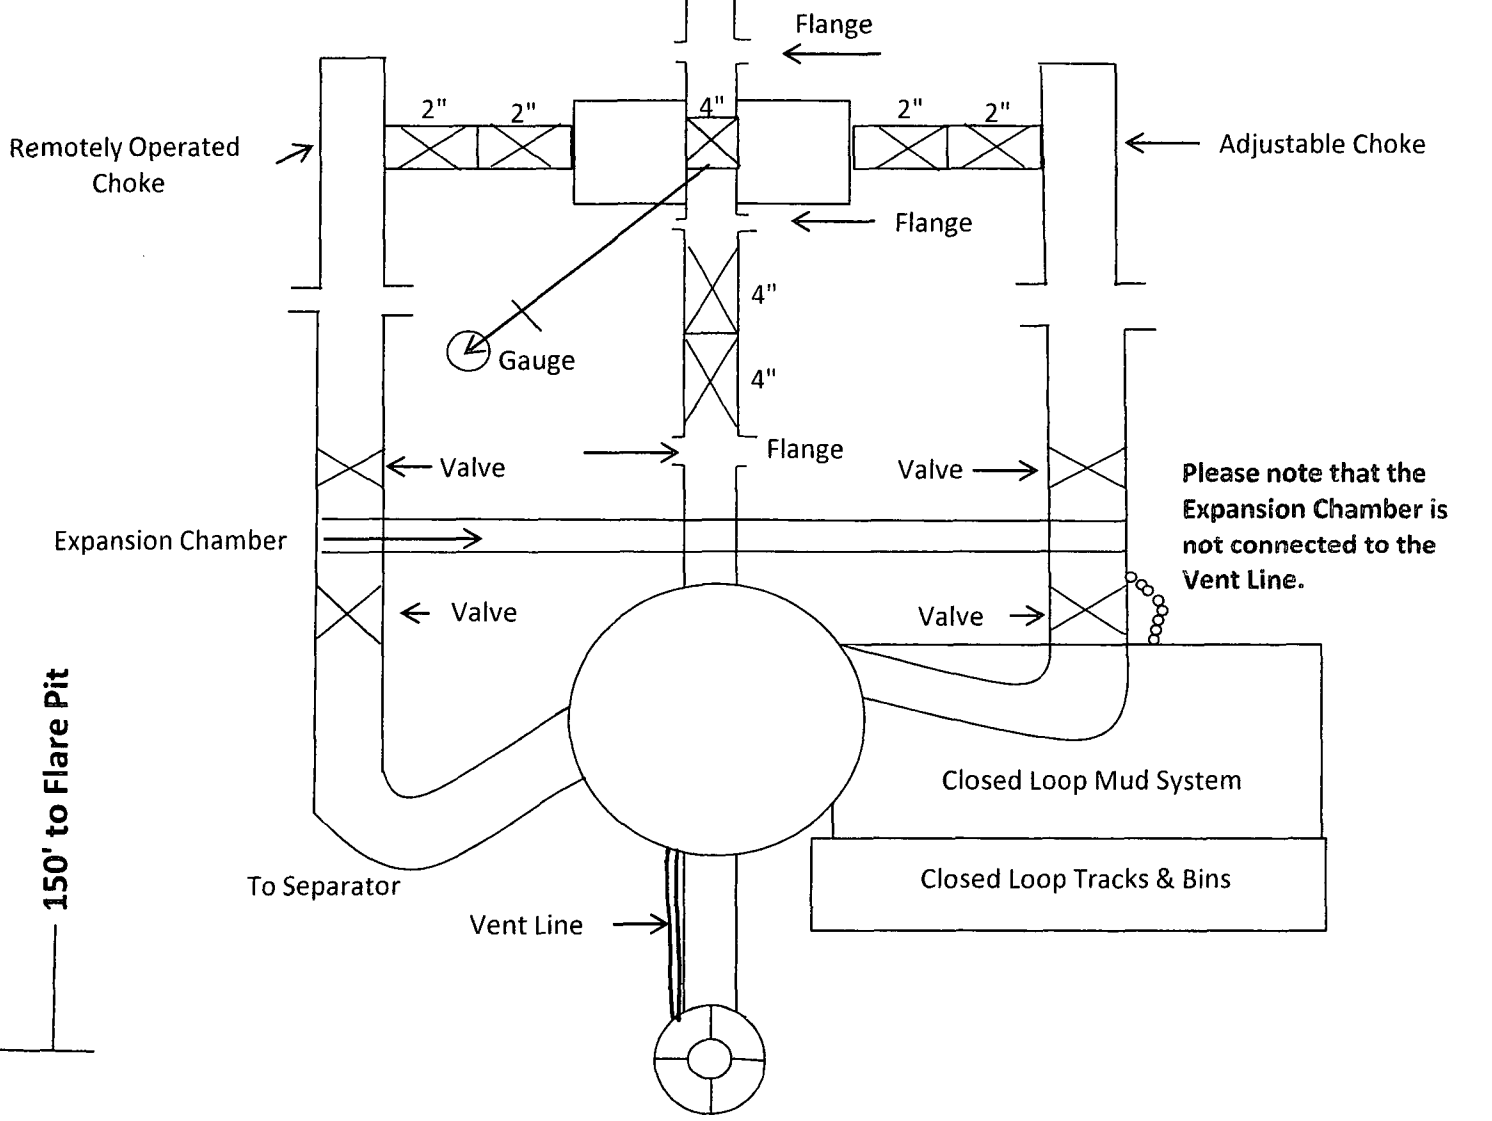 Flange
2"
2"
4"
2"
2"
Remotely Operated
Choke
Adjustable Choke
Flange
4"
Gauge
4"
Flange
Valve
Valve
Please note that the
Expansion Chamber is
not connected to the
Vent Line.
Expansion Chamber
Valve
Valve
150' to Flare Pit
Closed Loop Mud System
To Separator
Closed Loop Tracks & Bins
Vent Line